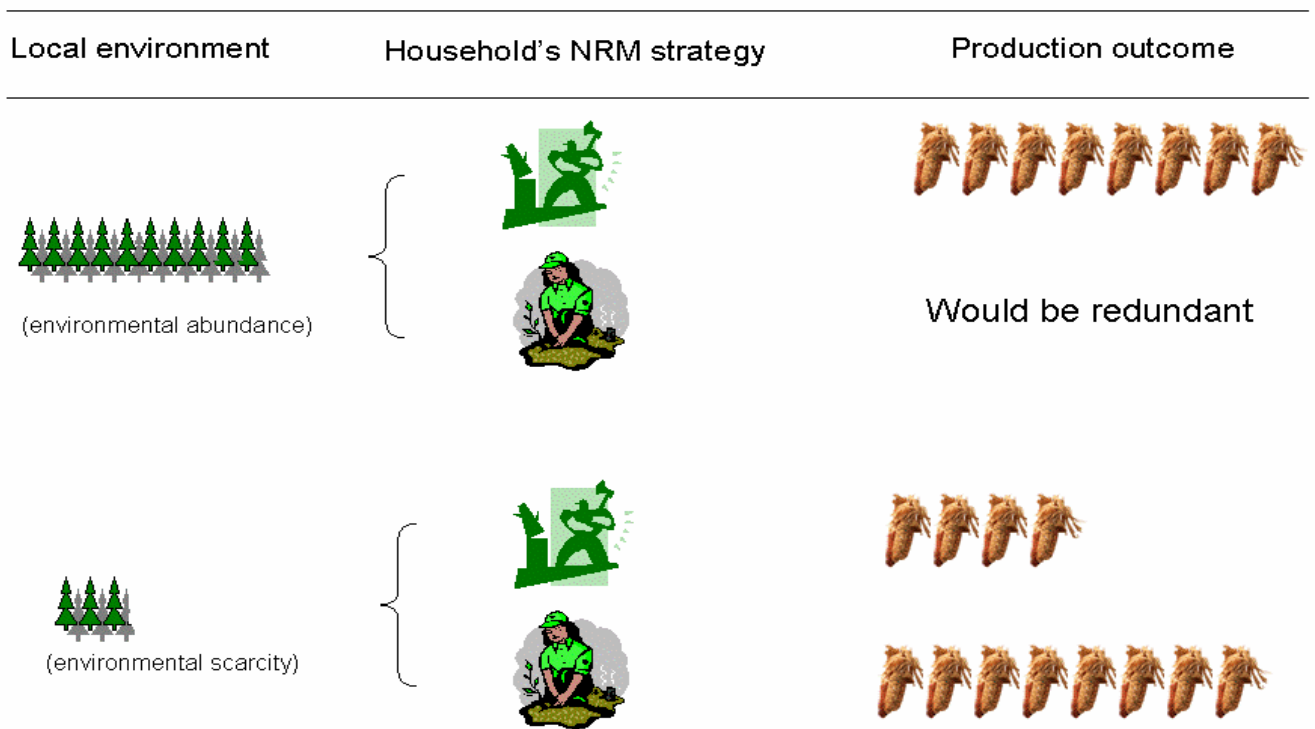 Local environment
Household's NRM strategy
Production outcome
(environmental abundance)
Would be redundant
(environmental scarcity)